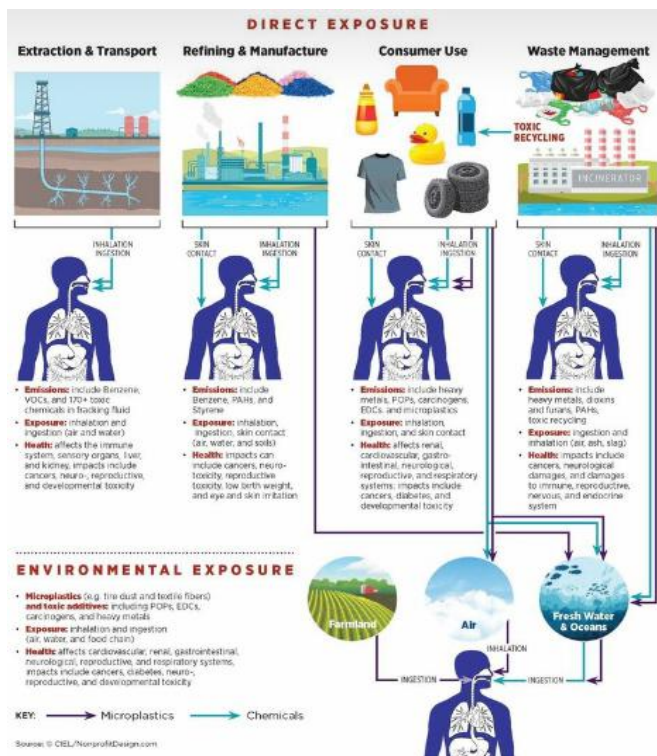 DIRECT EXPOSURE
Extraction & Transport
Refining & Manufacture
Consumer Use
Waste Management
TOXIC
RECYCLING
INCINERATOR
INHALATION
INGESTION
SKIN
CONTACT
INHALATION
INGESTION
SKIN
CONTACT
INHALATION
INGESTION
SKIN
CONTACT
INHALATION
INGESTION
• Emissions: include Benzene,
VOCs, and 170+ toxic
chemicals in fracking fluid
• Exposure: inhalation and
ingestion (air and water)
• Health: affects the immune
system, sensory organs, liver,
and kidney, impacts include
cancers, neuro-, reproductive,
and developmental toxicity
• Emissions: include
Benzene, PAHs, and
Styrene
• Exposure: inhalation,
ingestion, skin contact
(air, water, and soils)
• Health: impacts can
include cancers, neuro-
toxicity, reproductive
toxicity, low birth weight,
and eye and skin irritation
• Emissions: include heavy
metals, POPs, carcinogens,
EDCs, and microplastics
• Exposure: inhalation,
ingestion, and skin contact
• Health: affects renal,
cardiovascular, gastro-
intestinal, neurological,
reproductive, and respiratory
systems; impacts include
cancers, diabetes, and
developmental toxicity
• Emissions: include
heavy metals, dioxins
and furans, PAHs,
toxic recycling
• Exposure: ingestion and
inhalation (air, ash, slag)
• Health: impacts include
cancers, neurological
damages, and damages
to immune, reproductive,
nervous, and endocrine
system
ENVIRONMENTAL EXPOSURE
• Microplastics (e.g. tire dust and textile fibers)
and toxic additives: including POPs, EDCs,
carcinogens, and heavy metals
• Exposure: inhalation and ingestion
(air, water, and food chain)
• Health: affects cardiovascular, renal, gastrointestinal,
neurological, reproductive, and respiratory systems,
impacts include cancers, diabetes, neuro-,
reproductive, and developmental toxicity
Farmland
Air
Fresh Water
& Oceans
INHALATION
INGESTION
INGESTION
KEY: Microplastics Chemicals
Source: © CIEL/NonprofitDesign.com